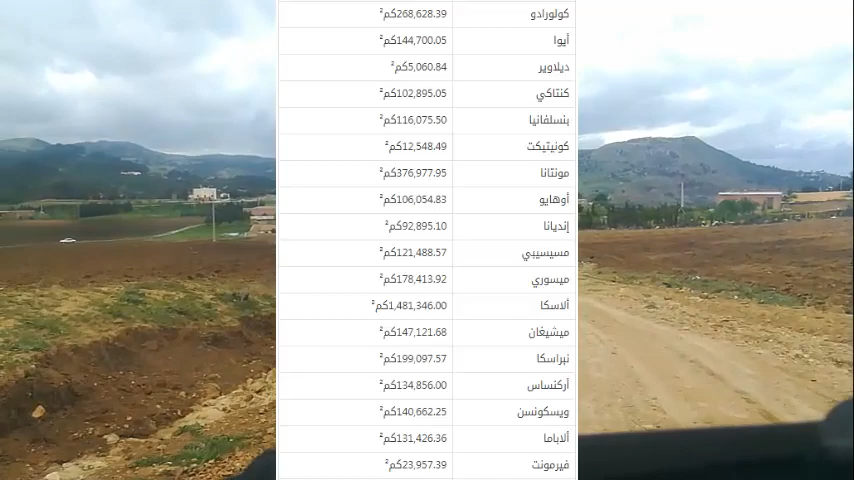 كولورادو 268,628.39كم²
أيوا 144,700.05كم²
ديلاوير 5,060.84كم²
كنتاكي 102,895.05كم²
بنسلفانيا 116,075.50كم²
كونيتيكت 12,548.49كم²
مونتانا 376,977.95كم²
أوهايو 106,054.83كم²
إنديانا 92,895.10كم²
مسيسيبي 121,488.57كم²
ميسوري 178,413.92كم²
ألاسكا 1,481,346.00كم²
ميشيغان 147,121.68كم²
نبراسكا 199,097.57كم²
أركنساس 134,856.00كم²
ويسكونسن 140,662.25كم²
ألاباما 131,426.36كم²
فيرمونت 23,957.39كم²